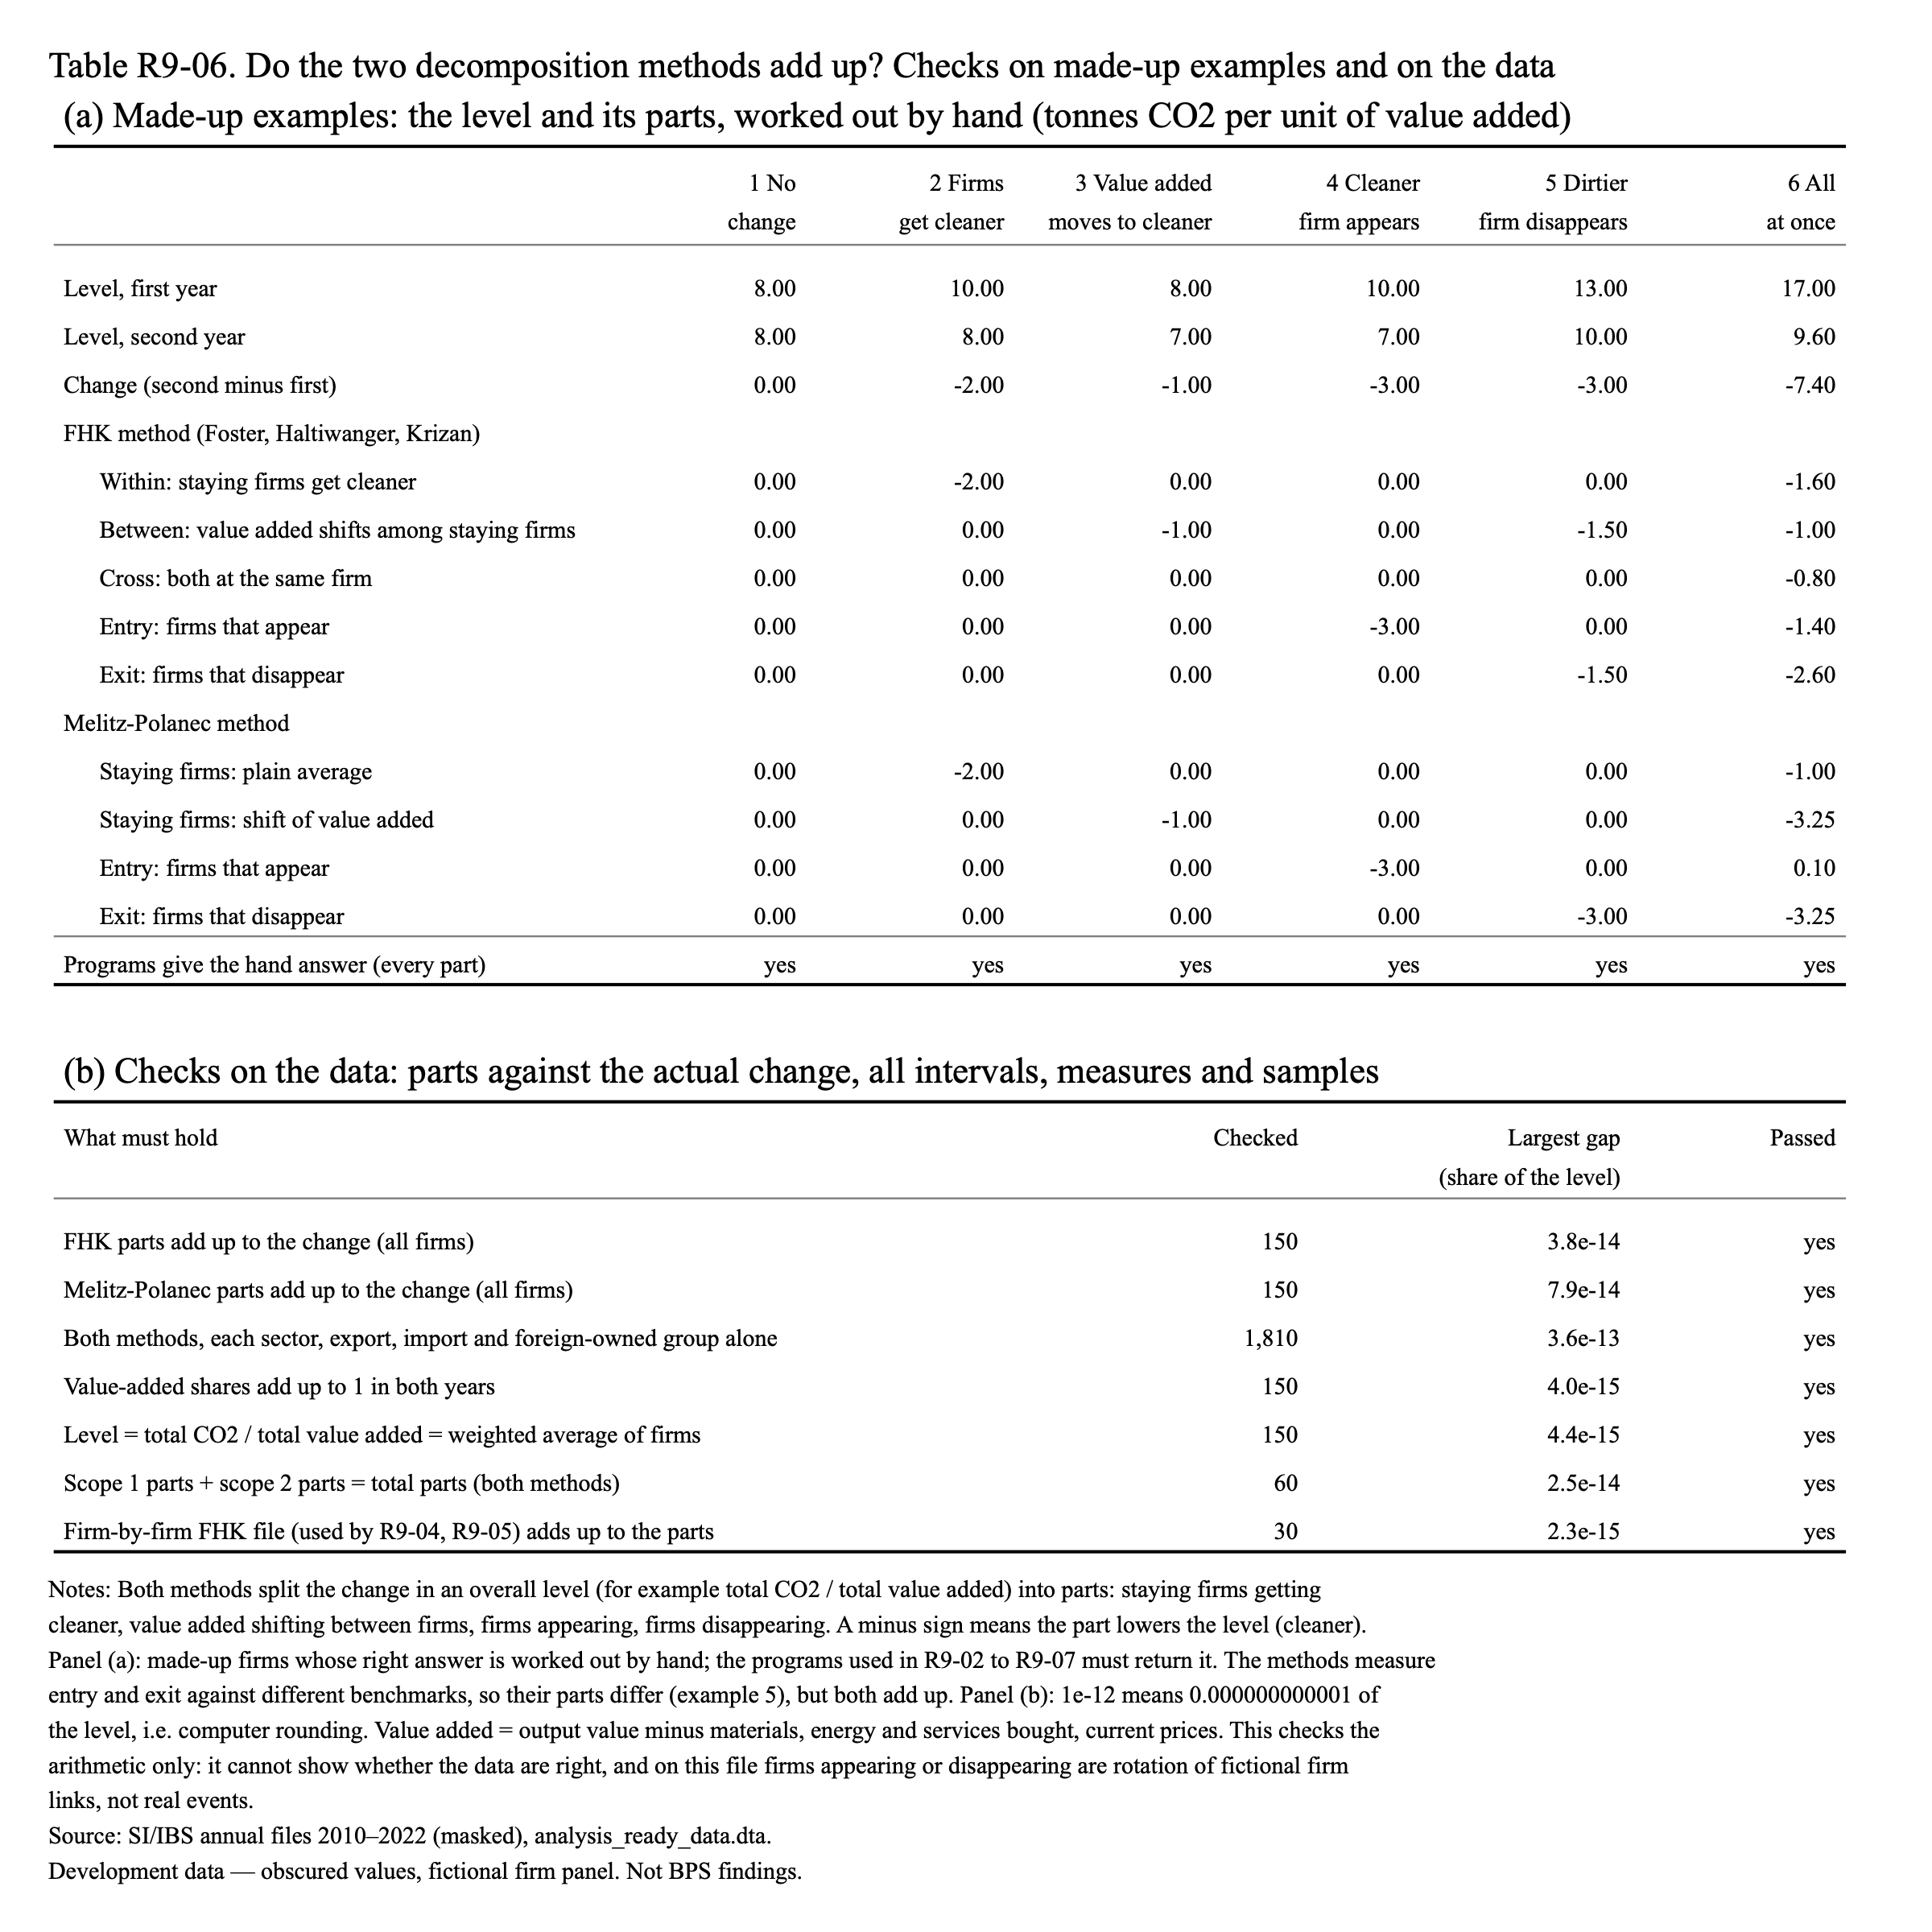 Table R9-06. Do the two decomposition methods add up? Checks on made-up examples and on the data
(a) Made-up examples: the level and its parts, worked out by hand (tonnes CO2 per unit of value added)
1 No 2 Firms 3 Value added 4 Cleaner 5 Dirtier 6 All
change get cleaner moves to cleaner firm appears firm disappears at once
Level, first year 8.00 10.00 8.00 10.00 13.00 17.00
Level, second year 8.00 8.00 7.00 7.00 10.00 9.60
Change (second minus first) 0.00 -2.00 -1.00 -3.00 -3.00 -7.40
FHK method (Foster, Haltiwanger, Krizan)
Within: staying firms get cleaner 0.00 -2.00 0.00 0.00 0.00 -1.60
Between: value added shifts among staying firms 0.00 0.00 -1.00 0.00 -1.50 -1.00
Cross: both at the same firm 0.00 0.00 0.00 0.00 0.00 -0.80
Entry: firms that appear 0.00 0.00 0.00 -3.00 0.00 -1.40
Exit: firms that disappear 0.00 0.00 0.00 0.00 -1.50 -2.60
Melitz-Polanec method
Staying firms: plain average 0.00 -2.00 0.00 0.00 0.00 -1.00
Staying firms: shift of value added 0.00 0.00 -1.00 0.00 0.00 -3.25
Entry: firms that appear 0.00 0.00 0.00 -3.00 0.00 0.10
Exit: firms that disappear 0.00 0.00 0.00 0.00 -3.00 -3.25
Programs give the hand answer (every part) yes yes yes yes yes yes
(b) Checks on the data: parts against the actual change, all intervals, measures and samples
What must hold Checked Largest gap Passed
(share of the level)
FHK parts add up to the change (all firms) 150 3.8e-14 yes
Melitz-Polanec parts add up to the change (all firms) 150 7.9e-14 yes
Both methods, each sector, export, import and foreign-owned group alone 1,810 3.6e-13 yes
Value-added shares add up to 1 in both years 150 4.0e-15 yes
Level = total CO2 / total value added = weighted average of firms 150 4.4e-15 yes
Scope 1 parts + scope 2 parts = total parts (both methods) 60 2.5e-14 yes
Firm-by-firm FHK file (used by R9-04, R9-05) adds up to the parts 30 2.3e-15 yes
Notes: Both methods split the change in an overall level (for example total CO2 / total value added) into parts: staying firms getting
cleaner, value added shifting between firms, firms appearing, firms disappearing. A minus sign means the part lowers the level (cleaner).
Panel (a): made-up firms whose right answer is worked out by hand; the programs used in R9-02 to R9-07 must return it. The methods measure
entry and exit against different benchmarks, so their parts differ (example 5), but both add up. Panel (b): 1e-12 means 0.000000000001 of
the level, i.e. computer rounding. Value added = output value minus materials, energy and services bought, current prices. This checks the
arithmetic only: it cannot show whether the data are right, and on this file firms appearing or disappearing are rotation of fictional firm
links, not real events.
Source: SI/IBS annual files 2010–2022 (masked), analysis_ready_data.dta.
Development data — obscured values, fictional firm panel. Not BPS findings.